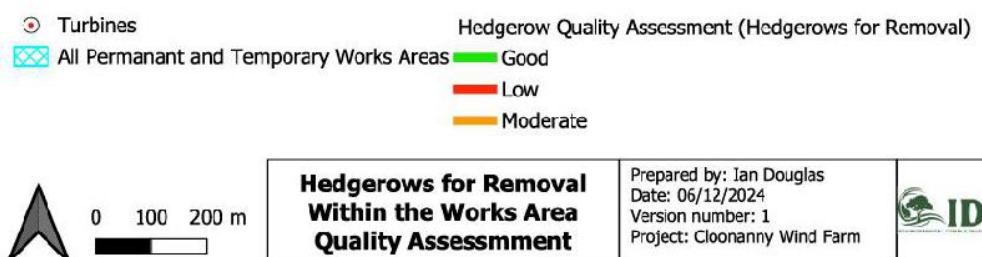 Turbines
All Permanant and Temporary Works Areas
Hedgerow Quality Assessment (Hedgerows for Removal)
Good
Low
Moderate
0 100 200 m
Hedgerows for Removal
Within the Works Area
Quality Assessmment
Prepared by: Ian Douglas
Date: 06/12/2024
Version number: 1
Project: Cloonanny Wind Farm
ID